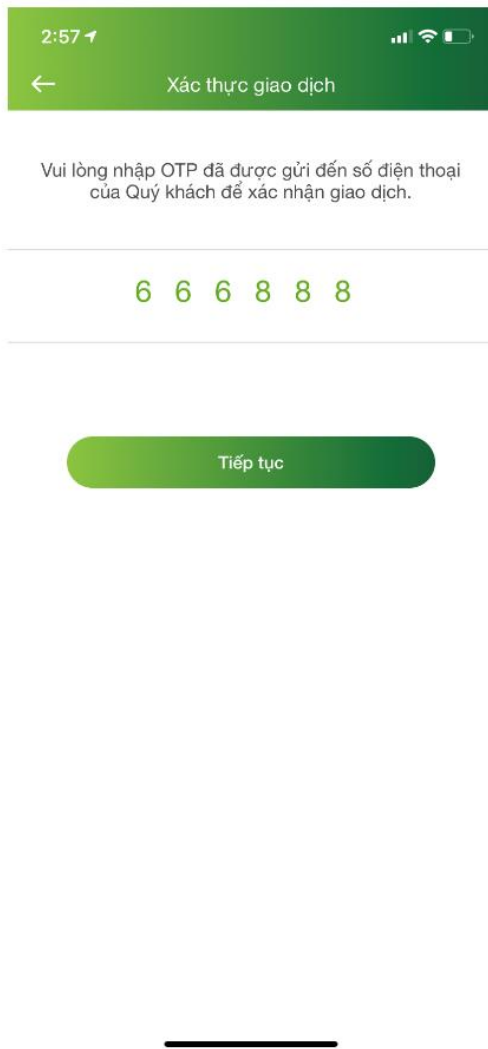 2:57
Xác thực giao dịch
Vui lòng nhập OTP đã được gửi đến số điện thoại
của Quý khách để xác nhận giao dịch.
6 6 6 8 8 8
Tiếp tục